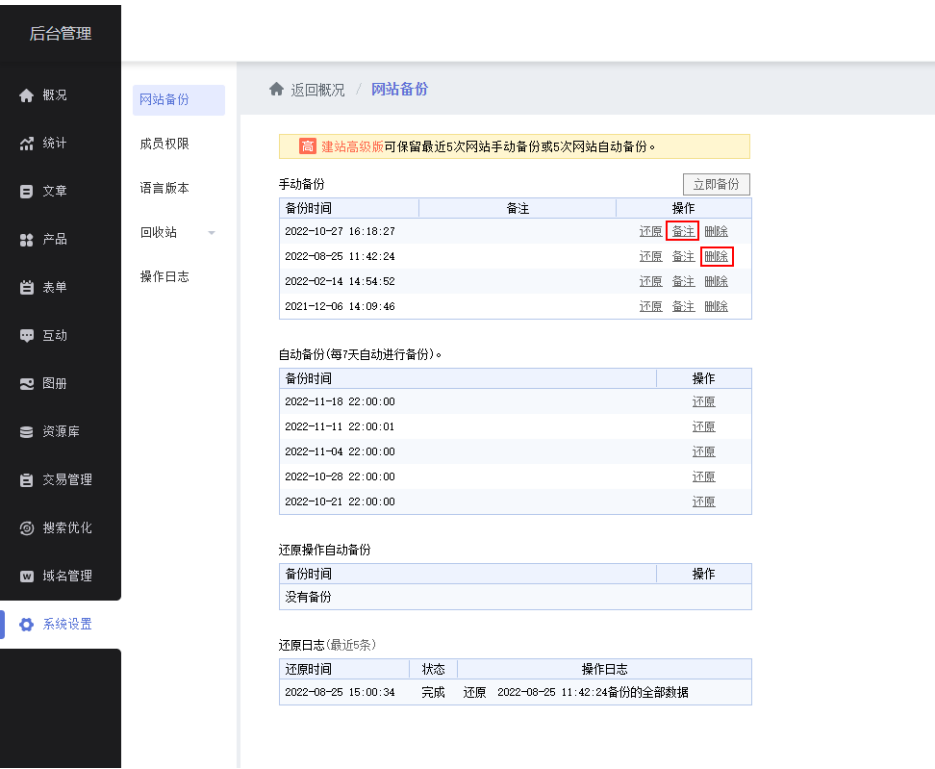 后台管理
概况
统计
文章
产品
表单
互动
图册
资源库
交易管理
搜索优化
域名管理
系统设置
网站备份
成员权限
语言版本
回收站
操作日志
返回概况 / 网站备份
高 建站高级版可保留最近5次网站手动备份或5次网站自动备份。
手动备份 立即备份
备份时间 备注 操作
2022-10-27 16:18:27 还原 备注 删除
2022-08-25 11:42:24 还原 备注 删除
2022-02-14 14:54:52 还原 备注 删除
2021-12-06 14:09:46 还原 备注 删除
自动备份(每7天自动进行备份)。
备份时间 操作
2022-11-18 22:00:00 还原
2022-11-11 22:00:01 还原
2022-11-04 22:00:00 还原
2022-10-28 22:00:00 还原
2022-10-21 22:00:00 还原
还原操作自动备份
备份时间 操作
没有备份
还原日志(最近5条)
还原时间 状态 操作日志
2022-08-25 15:00:34 完成 还原 2022-08-25 11:42:24备份的全部数据